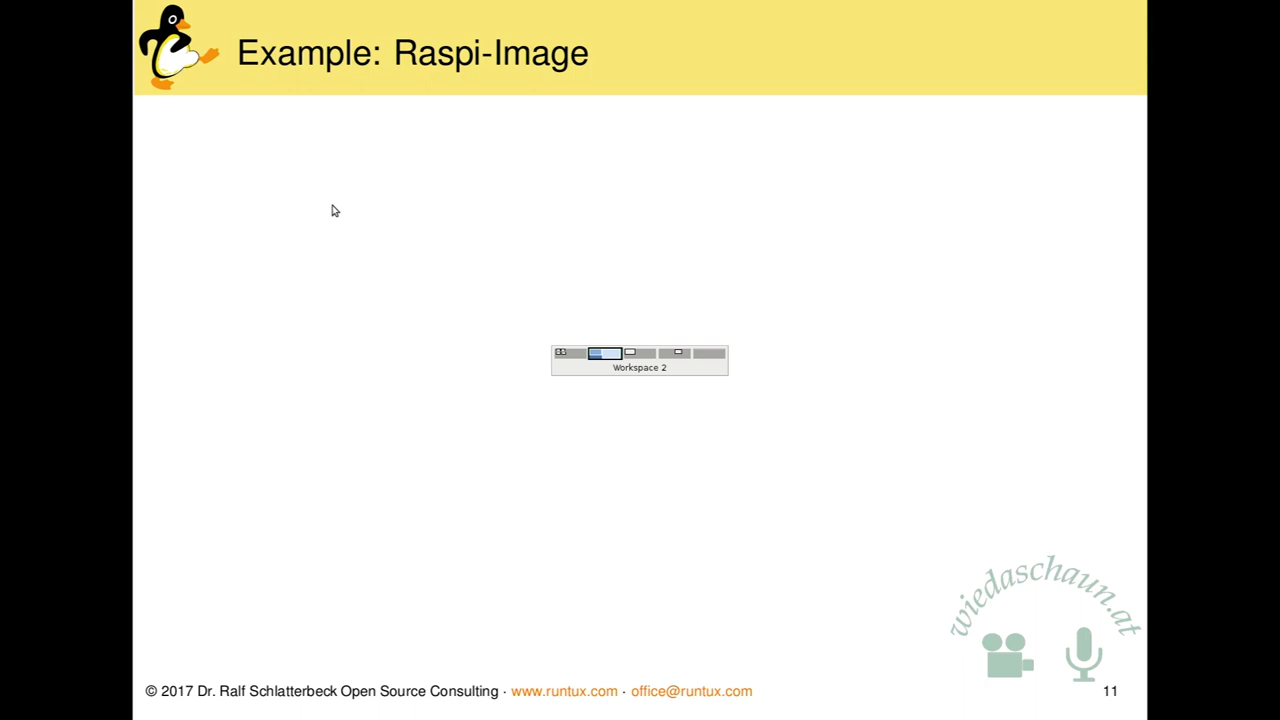 Example: Raspi-Image
Workspace 2
wiedaschaun.at
© 2017 Dr. Ralf Schlatterbeck Open Source Consulting · www.runtux.com · office@runtux.com
11